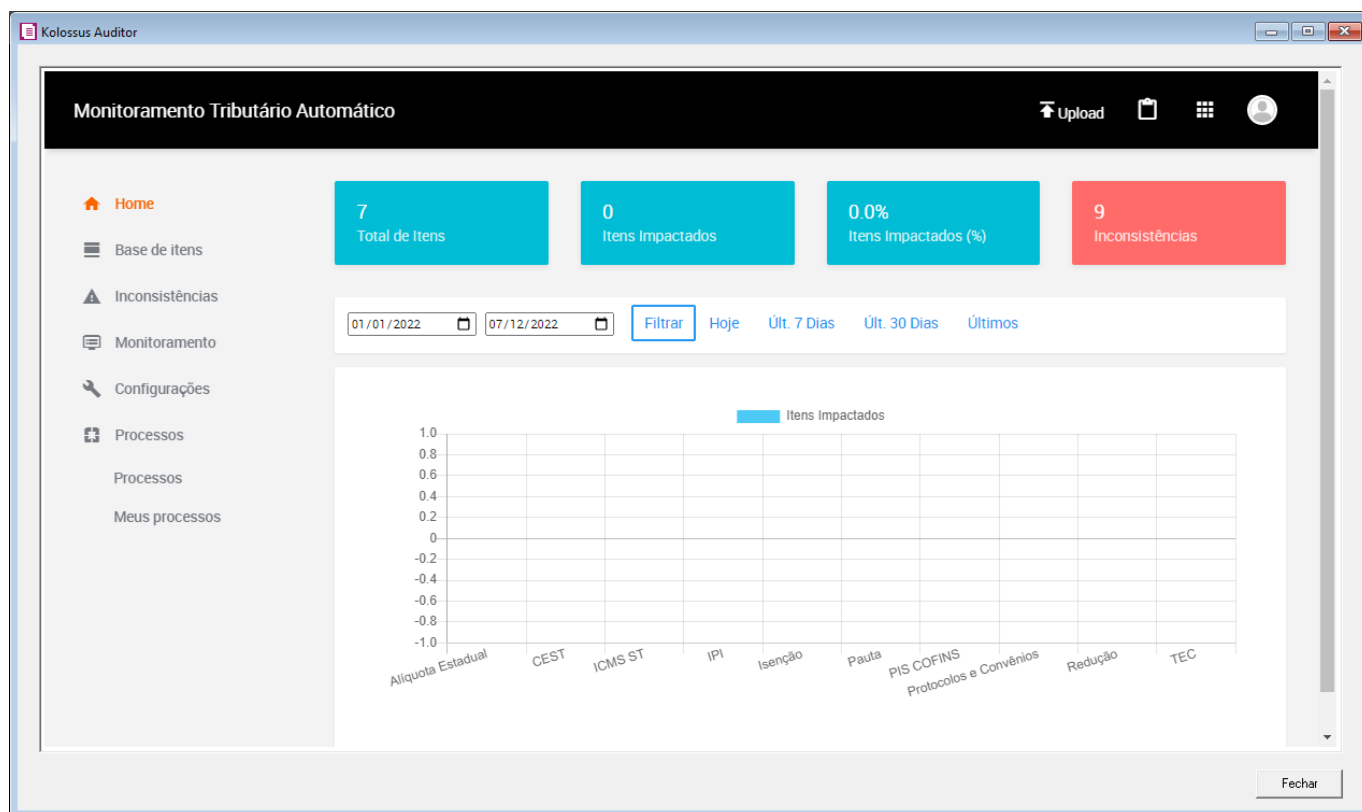 Kolossus Auditor
Monitoramento Tributário Automático
Upload
Home
Base de itens
Inconsistências
Monitoramento
Configurações
Processos
Processos
Meus processos
7
Total de Itens
0
Itens Impactados
0.0%
Itens Impactados (%)
9
Inconsistências
01/01/2022 07/12/2022 Filtrar Hoje Últ. 7 Dias Últ. 30 Dias Últimos
Itens Impactados
1.0
0.8
0.6
0.4
0.2
0
-0.2
-0.4
-0.6
-0.8
-1.0
Alíquota Estadual
CEST
ICMS ST
IPI
Isenção
Pauta
PIS COFINS
Protocolos e Convênios
Redução
TEC
Fechar